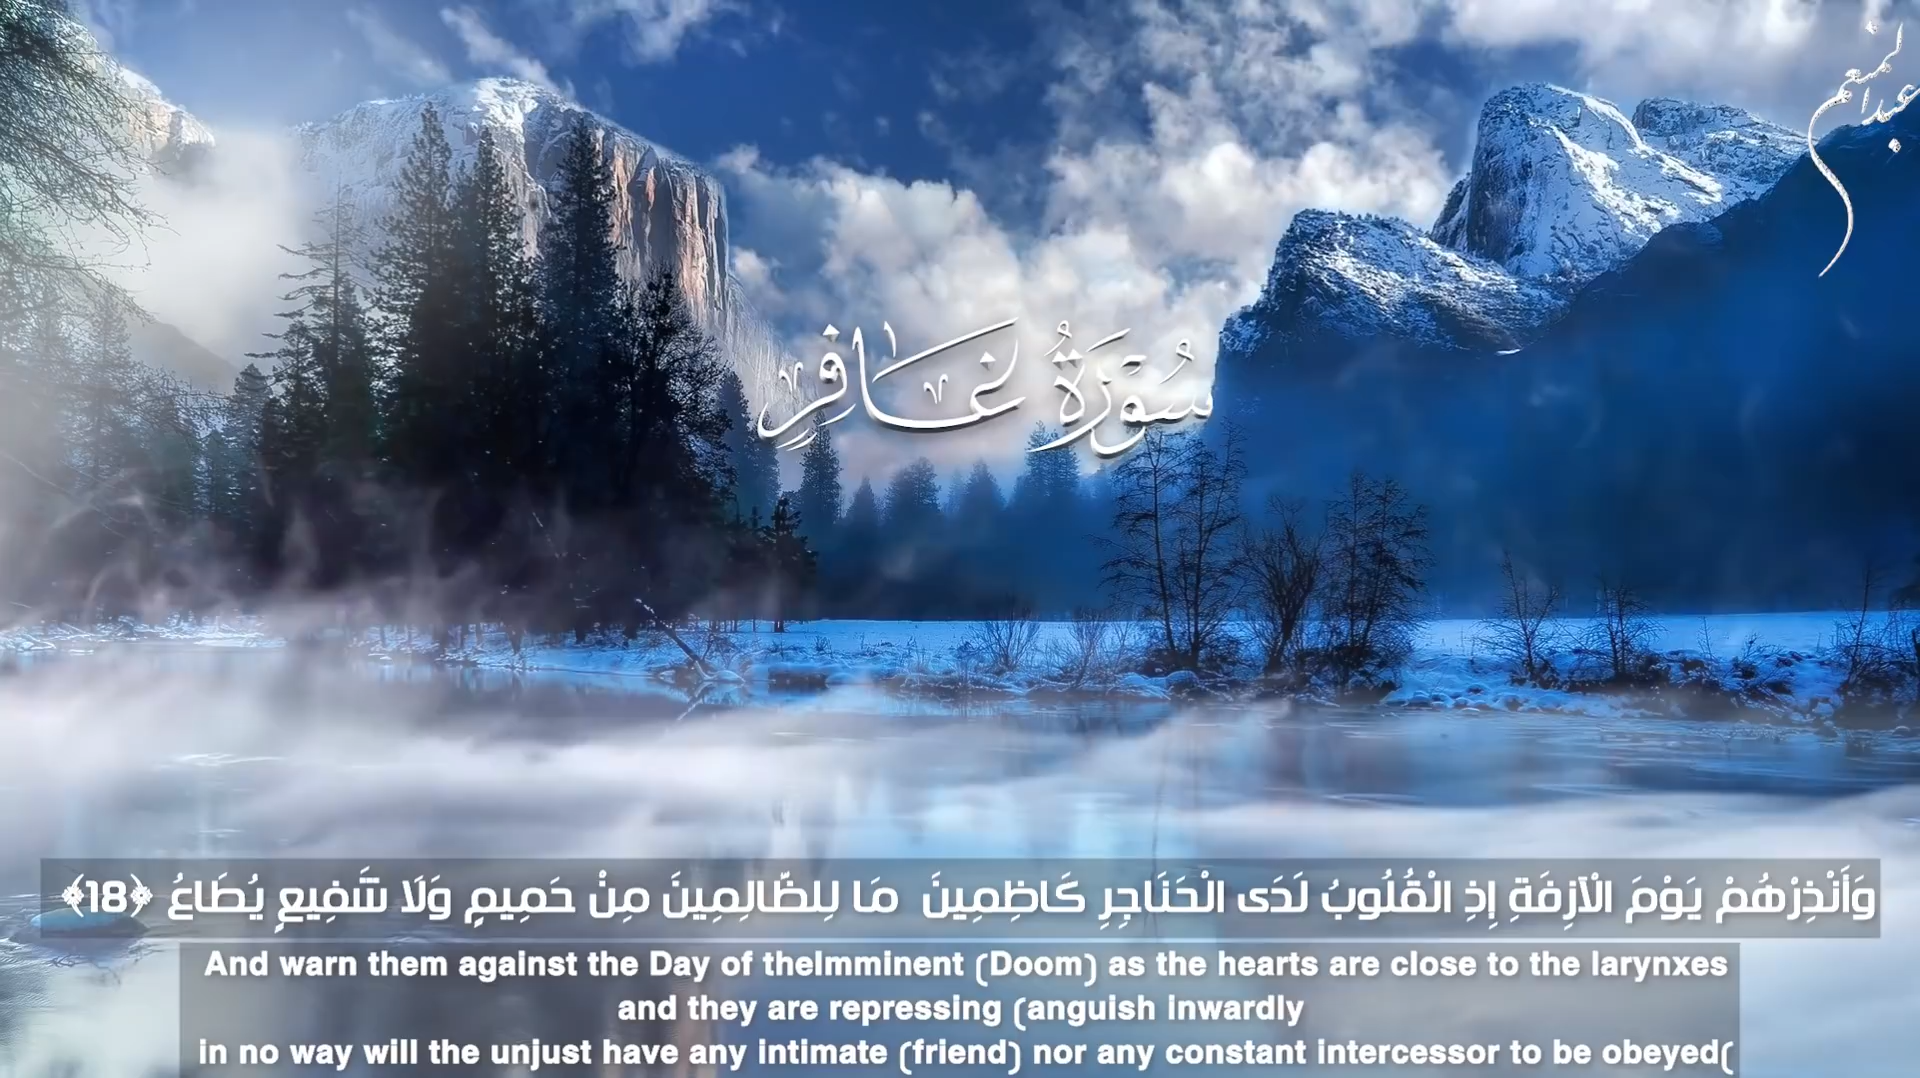 عبدالمنعم
سُوْرَةُ غَافِرٍ
وَأَنْذِرْهُمْ يَوْمَ الْآزِفَةِ إِذِ الْقُلُوبُ لَدَى الْحَنَاجِرِ كَاظِمِينَ مَا لِلظَّالِمِينَ مِنْ حَمِيمٍ وَلَا شَفِيعٍ يُطَاعُ ﴿18﴾
And warn them against the Day of theImminent (Doom) as the hearts are close to the larynxes
and they are repressing (anguish inwardly
in no way will the unjust have any intimate (friend) nor any constant intercessor to be obeyed(